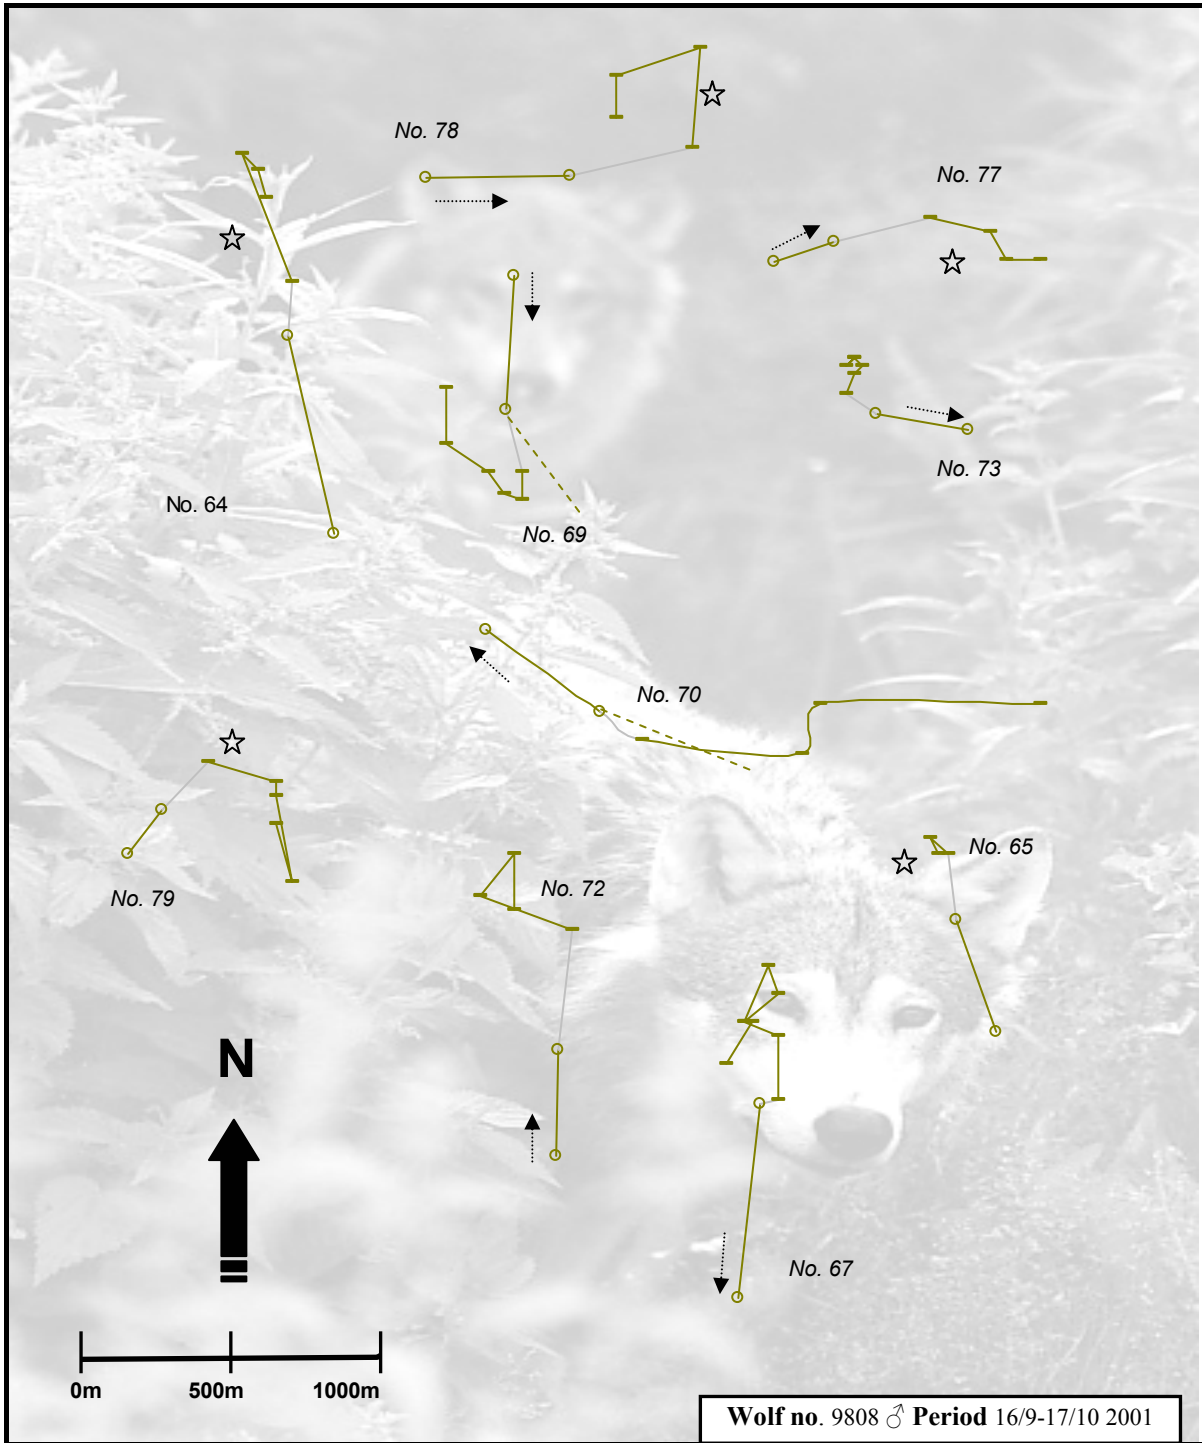 No. 78
No. 77
No. 73
No. 64
No. 69
No. 70
No. 65
No. 79
No. 72
N
No. 67
0m 500m 1000m
Wolf no. 9808 ♂ Period 16/9-17/10 2001